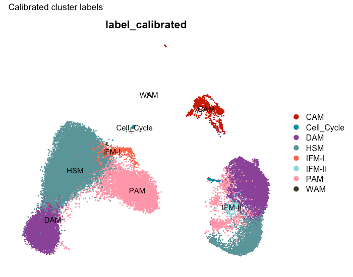 Calibrated cluster labels
label_calibrated
WAM
CAM
Cell_Cycle
IFM-I
HSM
PAM
DAM
IFM-II
CAM
Cell_Cycle
DAM
HSM
IFM-I
IFM-II
PAM
WAM